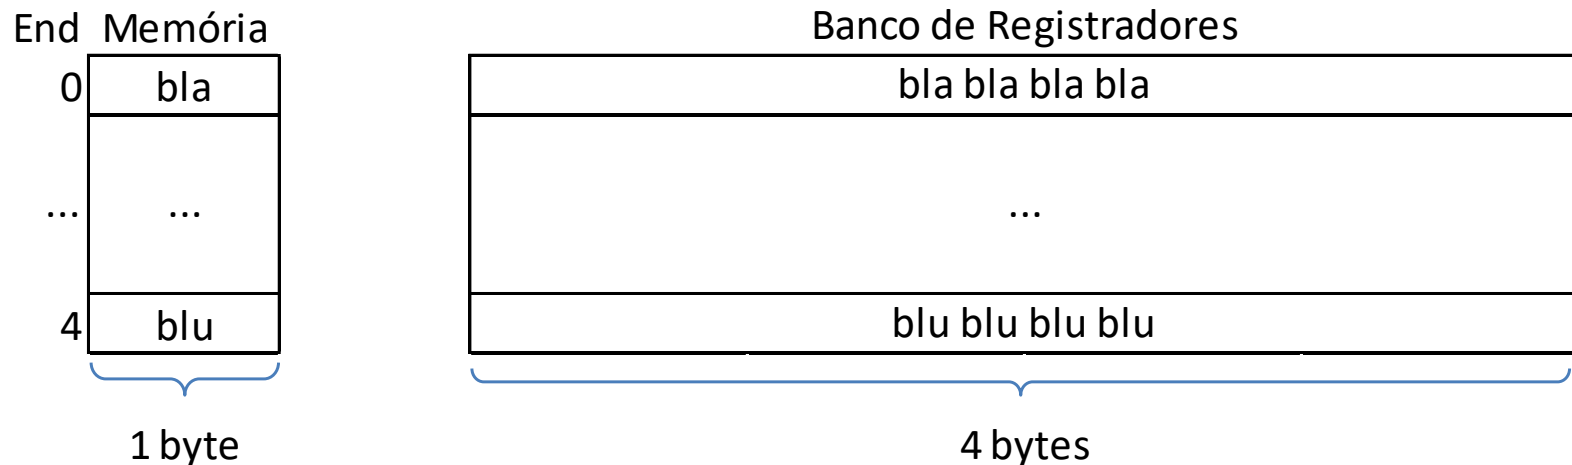 End Memória Banco de Registradores
0 bla bla bla bla bla
... ... ...
4 blu blu blu blu blu
1 byte 4 bytes